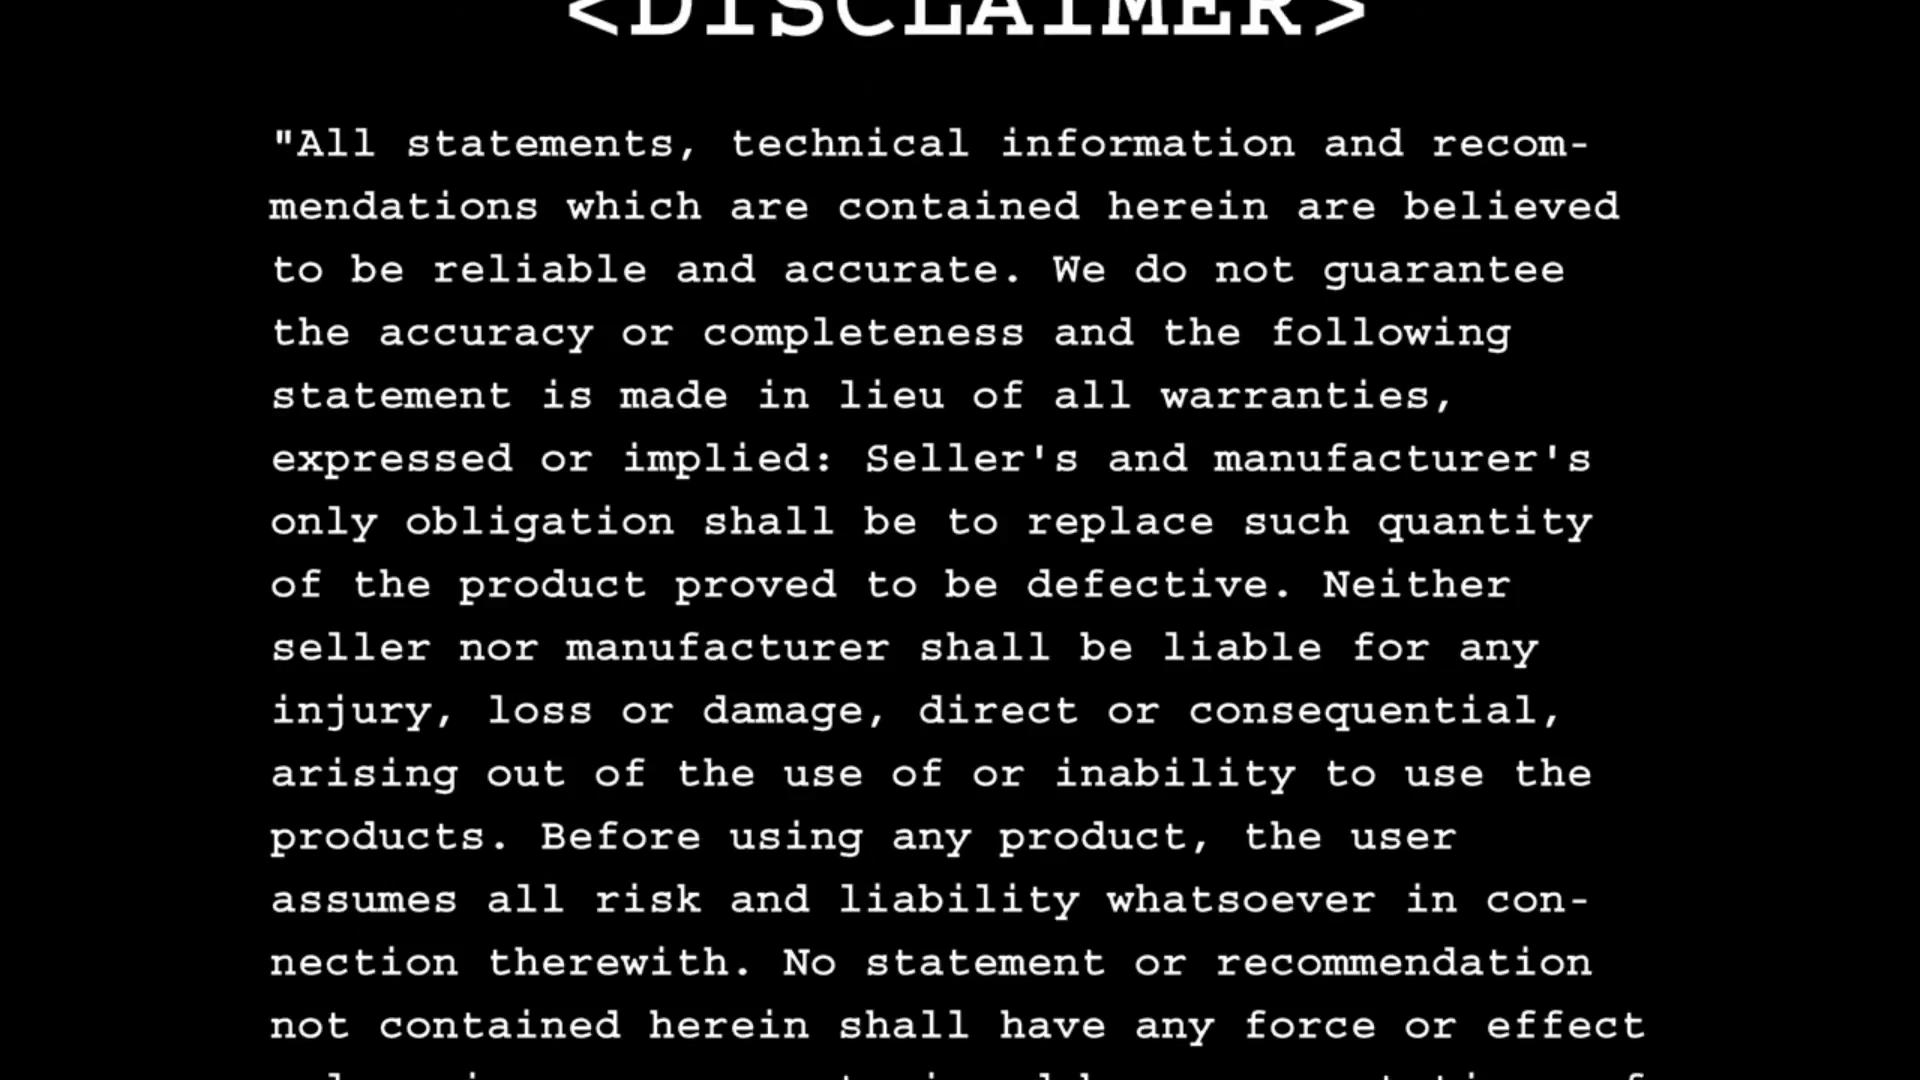 <DISCLAIMER>
"All statements, technical information and recom-
mendations which are contained herein are believed
to be reliable and accurate. We do not guarantee
the accuracy or completeness and the following
statement is made in lieu of all warranties,
expressed or implied: Seller's and manufacturer's
only obligation shall be to replace such quantity
of the product proved to be defective. Neither
seller nor manufacturer shall be liable for any
injury, loss or damage, direct or consequential,
arising out of the use of or inability to use the
products. Before using any product, the user
assumes all risk and liability whatsoever in con-
nection therewith. No statement or recommendation
not contained herein shall have any force or effect